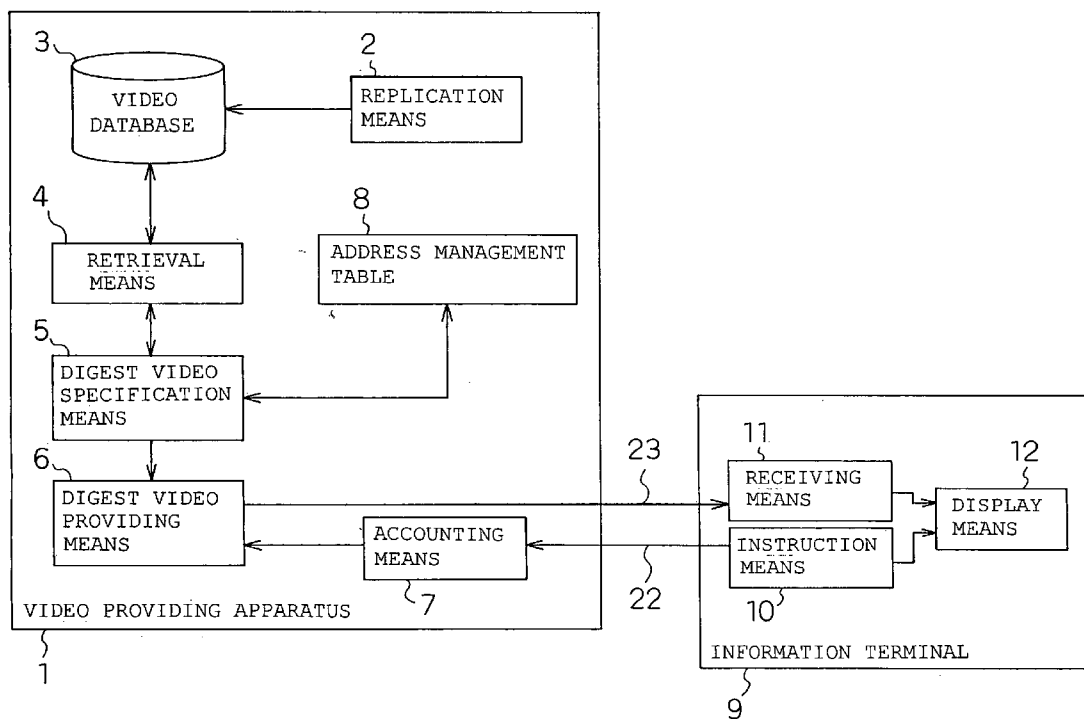 3
VIDEO
DATABASE
2
REPLICATION
MEANS
4
RETRIEVAL
MEANS
8
ADDRESS MANAGEMENT
TABLE
5
DIGEST VIDEO
SPECIFICATION
MEANS
6
DIGEST VIDEO
PROVIDING
MEANS
ACCOUNTING
MEANS
7
VIDEO PROVIDING APPARATUS
1
23
22
11
RECEIVING
MEANS
12
DISPLAY
MEANS
INSTRUCTION
MEANS
10
INFORMATION TERMINAL
9